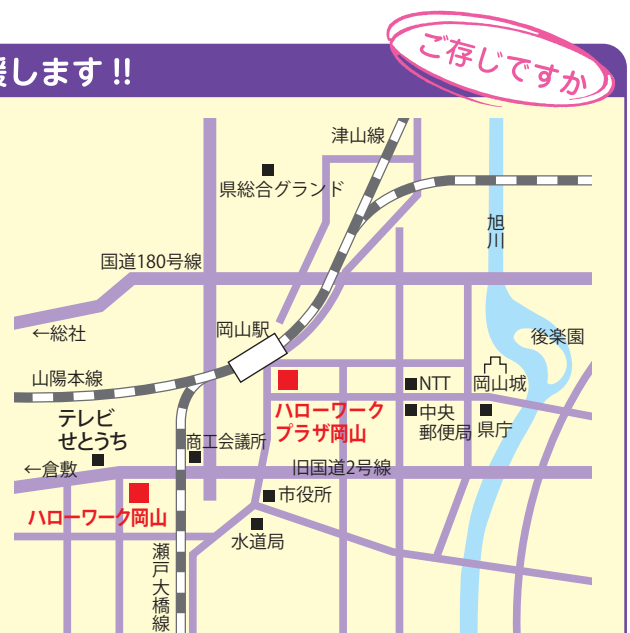 援します!!
ご存じですか
津山線
県総合グランド
旭川
国道180号線
←総社
岡山駅
後楽園
山陽本線
NTT
岡山城
テレビ
せとうち
ハローワーク
プラザ岡山
中央
郵便局
県庁
商工会議所
←倉敷
旧国道2号線
市役所
ハローワーク岡山
水道局
瀬戸大橋線